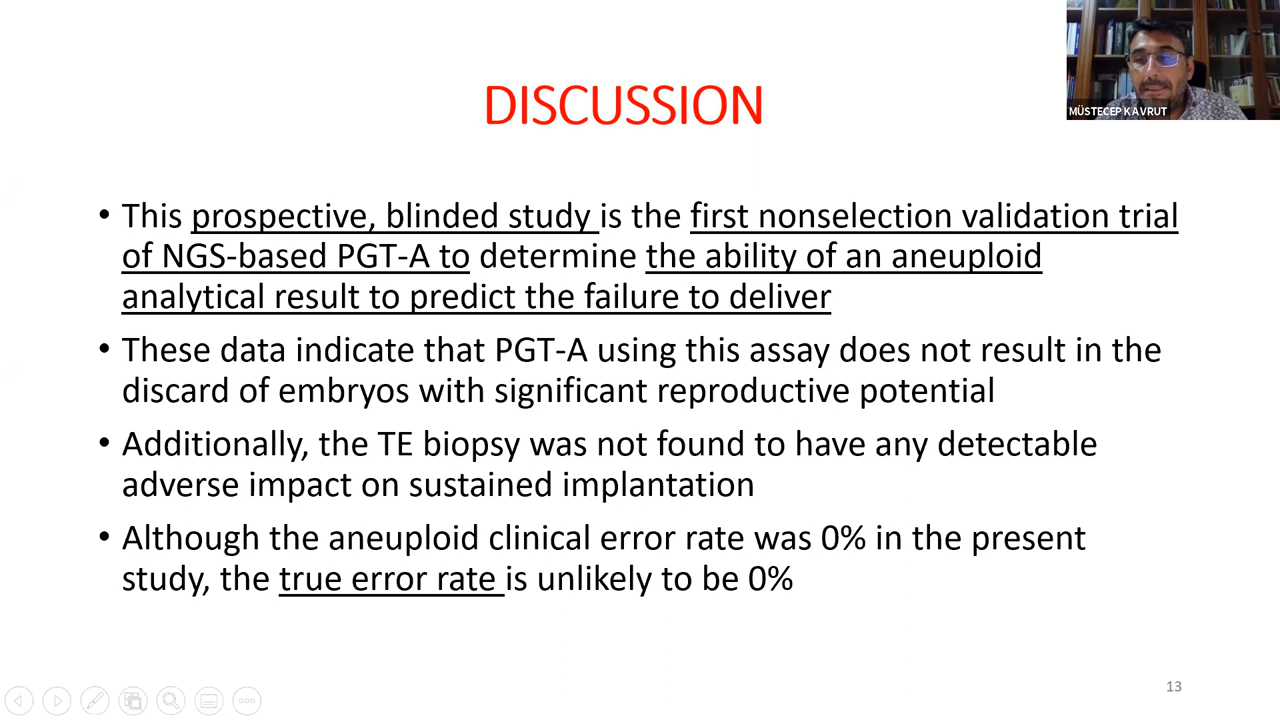 MÜSTECEP KAVRUT
DISCUSSION
• This prospective, blinded study is the first nonselection validation trial
of NGS-based PGT-A to determine the ability of an aneuploid
analytical result to predict the failure to deliver
• These data indicate that PGT-A using this assay does not result in the
discard of embryos with significant reproductive potential
• Additionally, the TE biopsy was not found to have any detectable
adverse impact on sustained implantation
• Although the aneuploid clinical error rate was 0% in the present
study, the true error rate is unlikely to be 0%
13